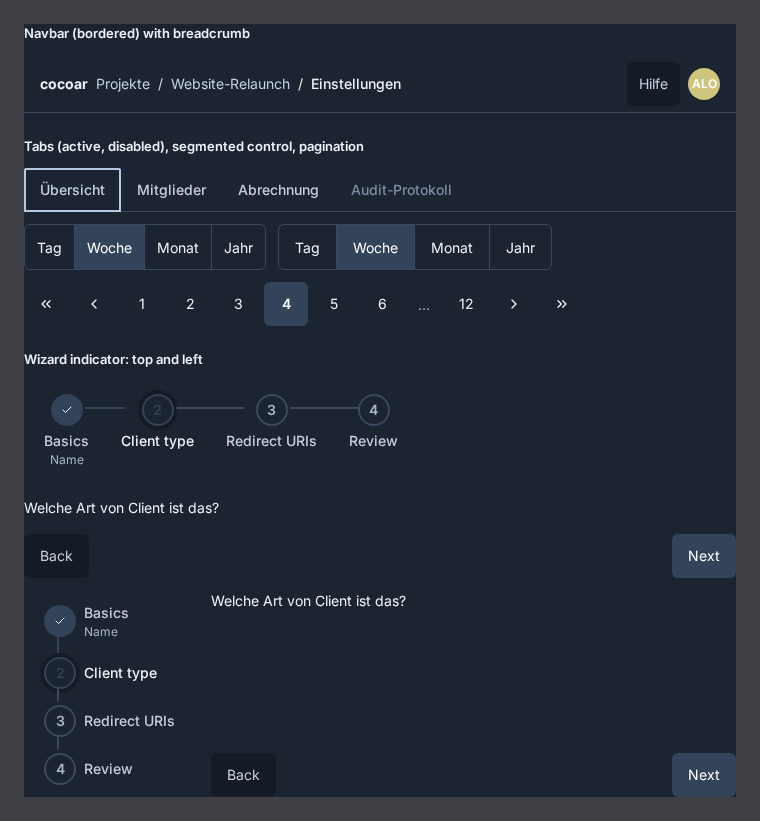 Navbar (bordered) with breadcrumb
cocoar Projekte / Website-Relaunch / Einstellungen Hilfe ALO
Tabs (active, disabled), segmented control, pagination
Übersicht Mitglieder Abrechnung Audit-Protokoll
Tag Woche Monat Jahr Tag Woche Monat Jahr
« ‹ 1 2 3 4 5 6 … 12 › »
Wizard indicator: top and left
2 3 4
Basics Client type Redirect URIs Review
Name
Welche Art von Client ist das?
Back Next
Welche Art von Client ist das?
Basics
Name
2 Client type
3 Redirect URIs
4 Review
Back Next